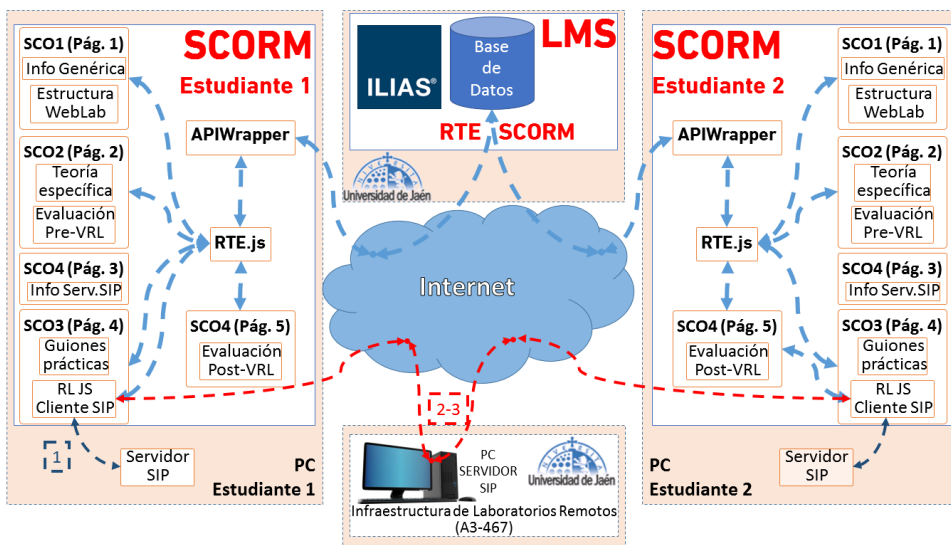 SCO1 (Pág. 1)
Info Genérica
Estructura
WebLab
SCO2 (Pág. 2)
Teoría
específica
Evaluación
Pre-VRL
SCO4 (Pág. 3)
Info Serv.SIP
SCO3 (Pág. 4)
Guiones
prácticas
RL JS
Cliente SIP
SCORM
Estudiante 1
APIWrapper
RTE.js
SCO4 (Pág. 5)
Evaluación
Post-VRL
1
Servidor
SIP
PC
Estudiante 1
ILIAS®
Base
de
Datos
LMS
RTE SCORM
UNIVERSITAS
Universidad de Jaén
Internet
2-3
PC
SERVIDOR
SIP
Universidad de Jaén
Infraestructura de Laboratorios Remotos
(A3-467)
SCORM
Estudiante 2
APIWrapper
RTE.js
SCO4 (Pág. 5)
Evaluación
Post-VRL
SCO1 (Pág. 1)
Info Genérica
Estructura
WebLab
SCO2 (Pág. 2)
Teoría
específica
Evaluación
Pre-VRL
SCO4 (Pág. 3)
Info Serv.SIP
SCO3 (Pág. 4)
Guiones
prácticas
RL JS
Cliente SIP
Servidor
SIP
PC
Estudiante 2